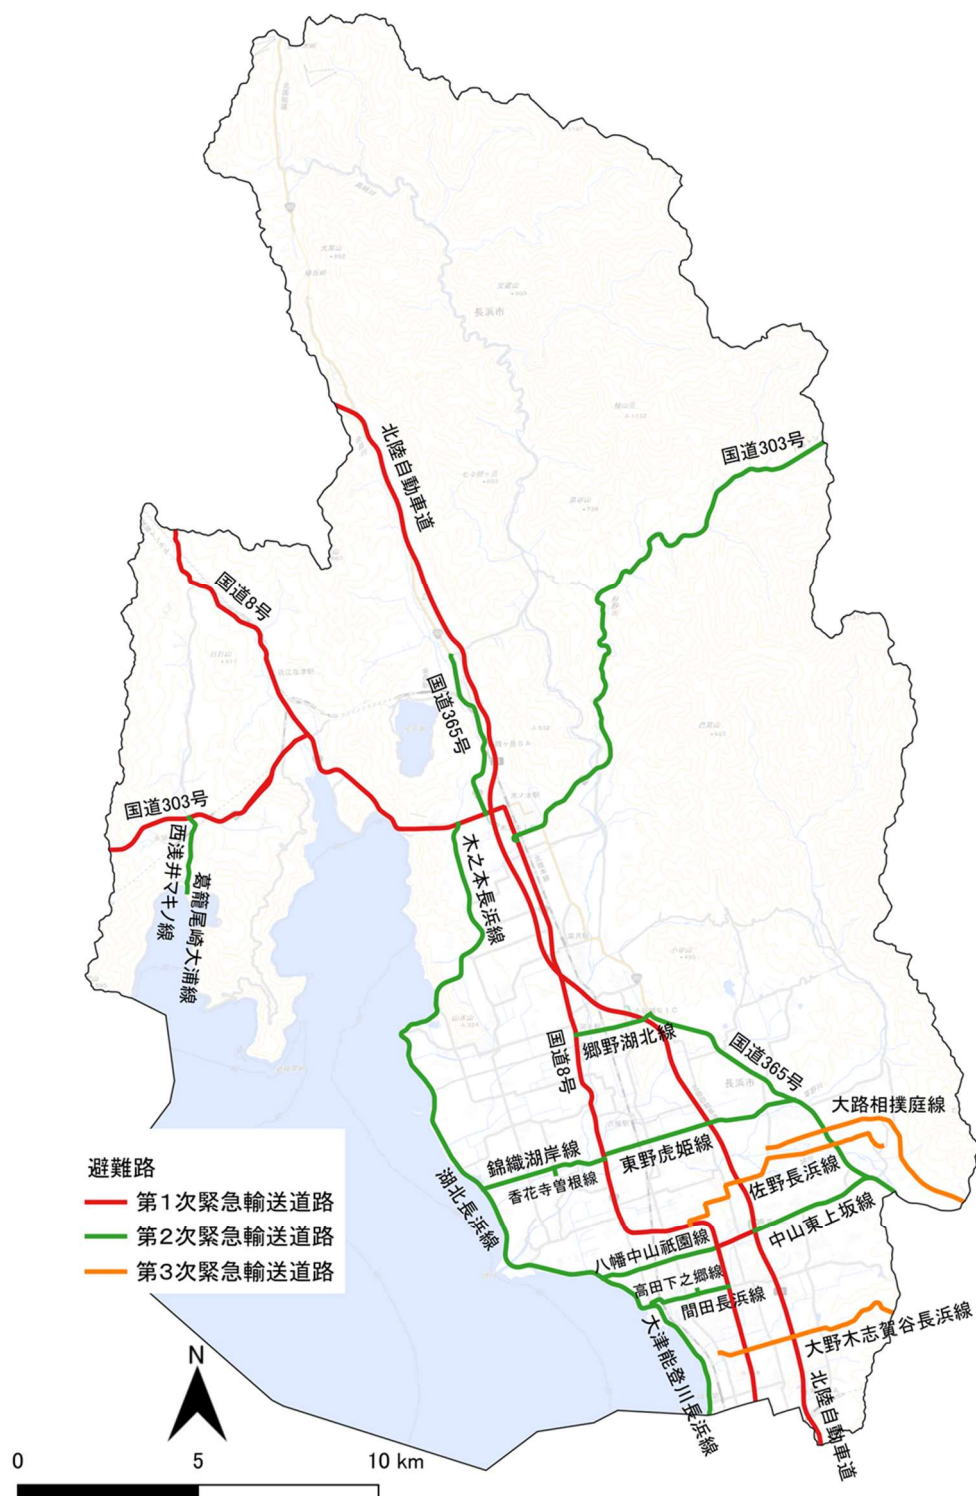 長浜市
北陸自動車道
国道303号
国道8号
国道365号
国道303号
西浅井マキノ線
葛籠尾崎大浦線
木之本長浜線
国道8号
郷野湖北線
国道365号
長浜市
大路相撲庭線
錦織湖岸線
東野虎姫線
香花寺曽根線
佐野長浜線
湖北長浜線
中山東上坂線
八幡中山祇園線
高田下之郷線
間田長浜線
大野木志賀谷長浜線
大津能登川長浜線
北陸自動車道
避難路
第1次緊急輸送道路
第2次緊急輸送道路
第3次緊急輸送道路
N
0 5 10 km